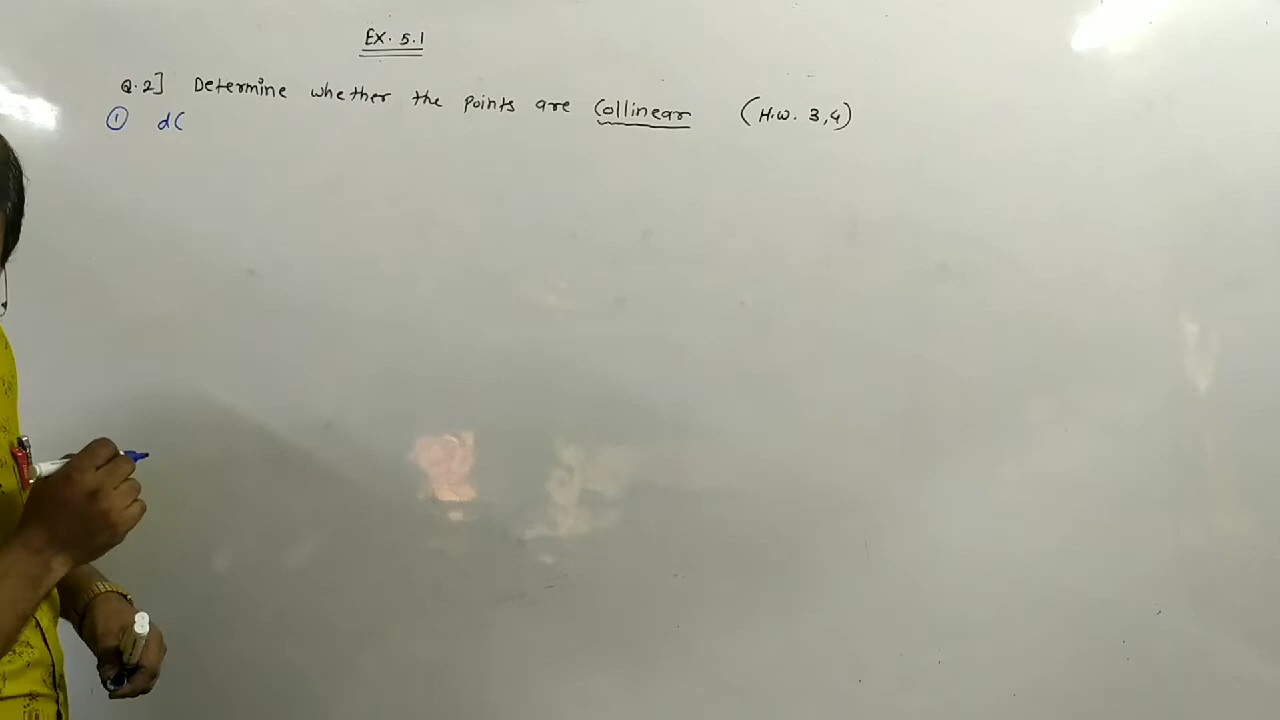 Ex. 5.1
Q.2] Determine whether the points are Collinear (H.W. 3,4)
① d(